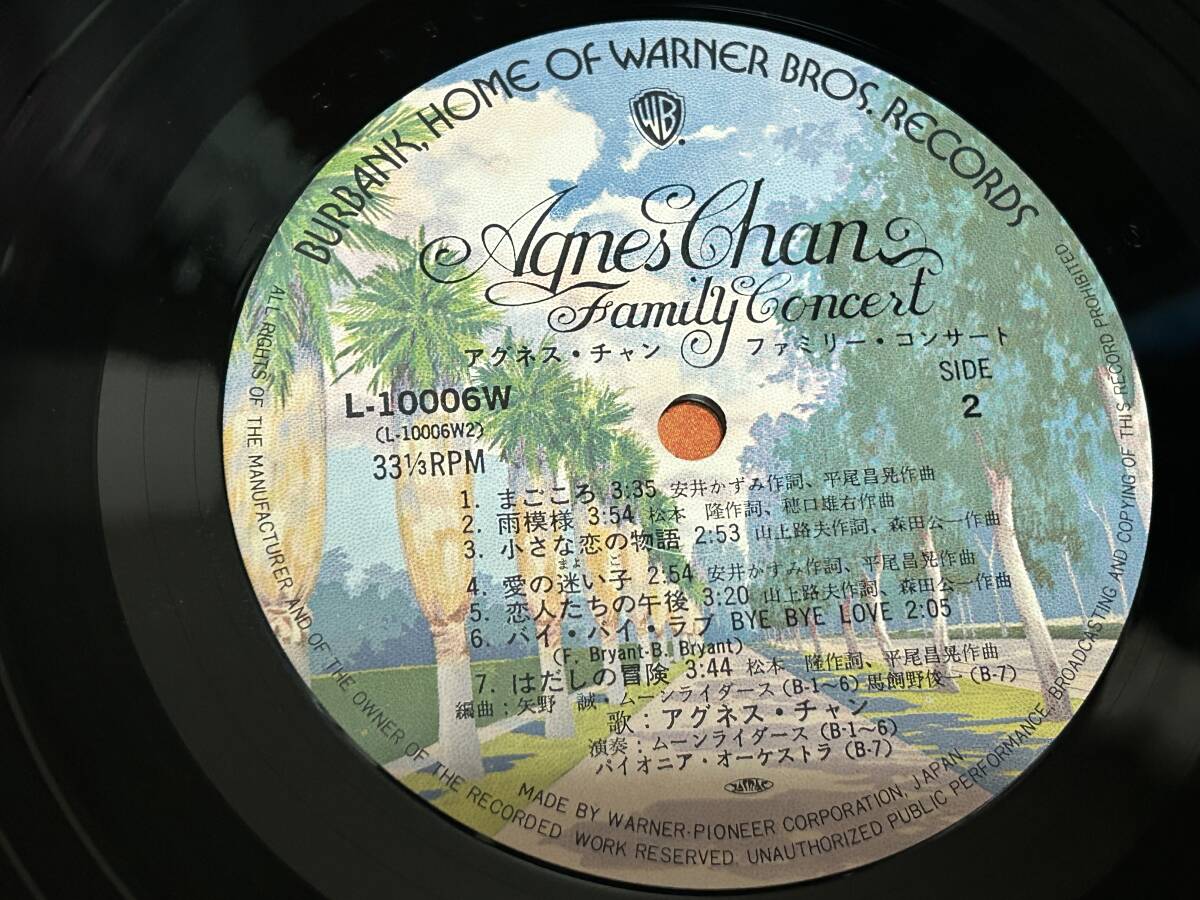 BURBANK, HOME OF WARNER BROS. RECORDS
WB
Agnes Chan
Family Concert
アグネス・チャン ファミリー・コンサート
L-10006W
(L-10006W2)
33⅓RPM
SIDE
2
1. まごころ 3:35 安井かずみ作詞、平尾昌晃作曲
2. 雨模様 3:54 松本 隆作詞、穂口雄右作曲
3. 小さな恋の物語 2:53 山上路夫作詞、森田公一作曲
まよ ご
4. 愛の迷い子 2:54 安井かずみ作詞、平尾昌晃作曲
5. 恋人たちの午後 3:20 山上路夫作詞、森田公一作曲
6. バイ・バイ・ラブ BYE BYE LOVE 2:05
(F. Bryant-B. Bryant)
7. はだしの冒険 3:44 松本 隆作詞、平尾昌晃作曲
編曲;矢野 誠・ムーンライダース(B-1~6)馬飼野俊一(B-7)
歌:アグネス・チャン
演奏:ムーンライダース(B-1~6)
パイオニア・オーケストラ(B-7)
MADE BY WARNER-PIONEER CORPORATION, JAPAN
ALL RIGHTS OF THE MANUFACTURER AND OF THE OWNER OF THE RECORDED WORK RESERVED. UNAUTHORIZED PUBLIC PERFORMANCE BROADCASTING AND COPYING OF THIS RECORD PROHIBITED